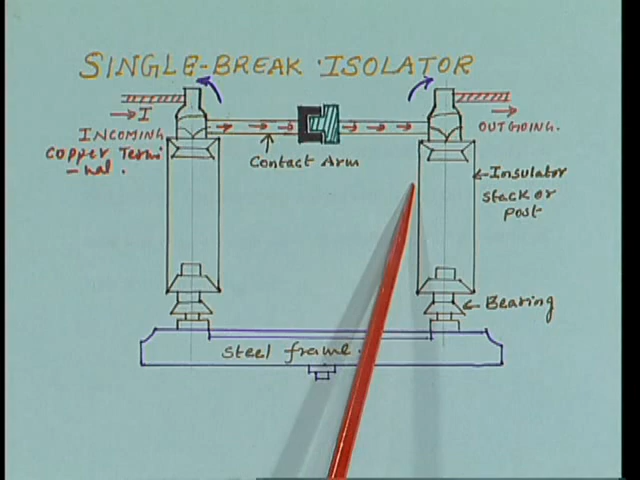 SINGLE-BREAK ISOLATOR
I
INCOMING
Copper Termi
-nal.
OUTGOING.
Contact Arm
Insulator
stack or
post
Bearing
steel frame.